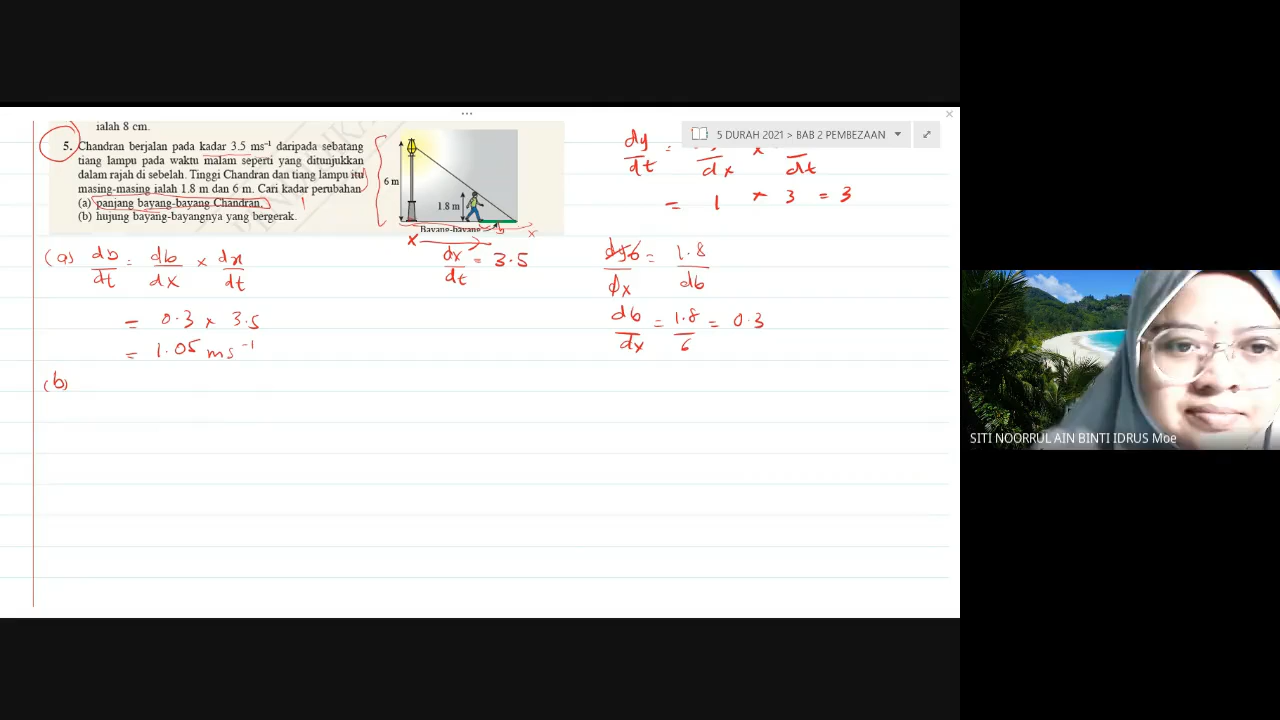 ialah 8 cm.
5. Chandran berjalan pada kadar 3.5 ms⁻¹ daripada sebatang
tiang lampu pada waktu malam seperti yang ditunjukkan
dalam rajah di sebelah. Tinggi Chandran dan tiang lampu itu
masing-masing ialah 1.8 m dan 6 m. Cari kadar perubahan
(a) panjang bayang-bayang Chandran.
(b) hujung bayang-bayangnya yang bergerak.
6 m
1.8 m
Bayang-bayang
b
x
x
dx/dt = 3.5
5 DURAH 2021 > BAB 2 PEMBEZAAN
dy/dt = /dx × /dt
= 1 × 3 = 3
(a) db/dt = db/dx × dx/dt
= 0.3 × 3.5
= 1.05 ms⁻¹
(b)
6/x = 1.8/db
db/dx = 1.8/6 = 0.3
SITI NOORRUL AIN BINTI IDRUS Moe